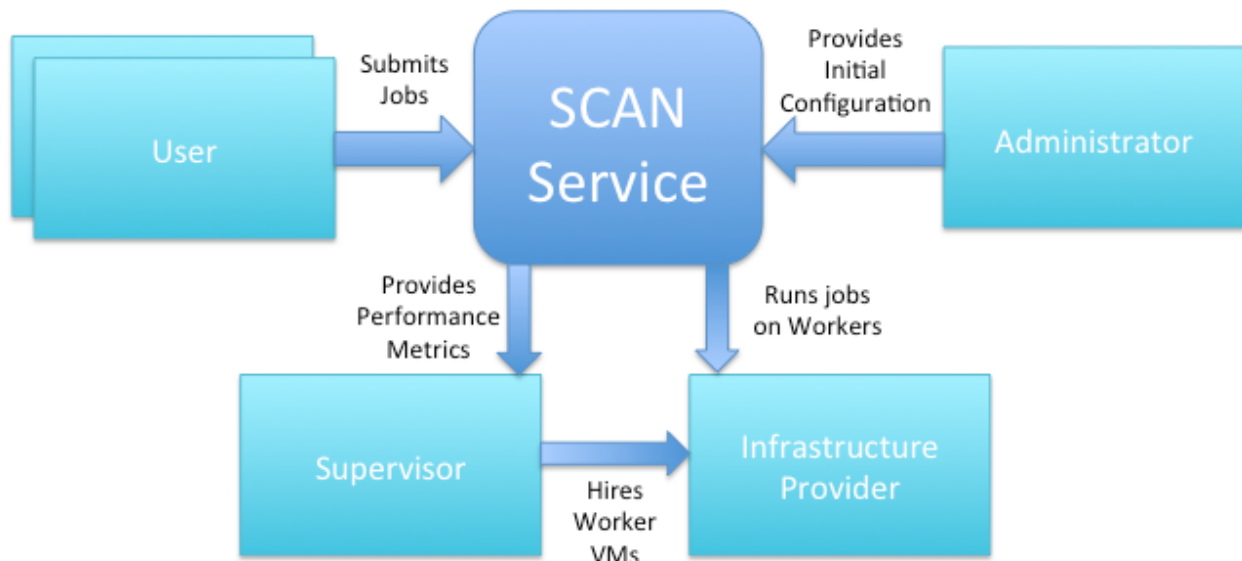 Submits
Jobs
User
SCAN
Service
Provides
Initial
Configuration
Administrator
Provides
Performance
Metrics
Runs jobs
on Workers
Supervisor
Hires
Worker
VMs
Infrastructure
Provider